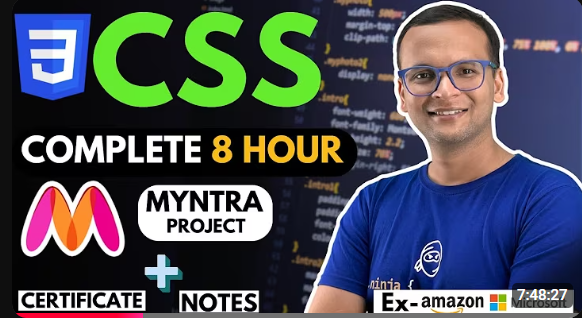 CSS
COMPLETE 8 HOUR
MYNTRA
PROJECT
CERTIFICATE
NOTES
Ex- amazon Microsoft
7:48:27